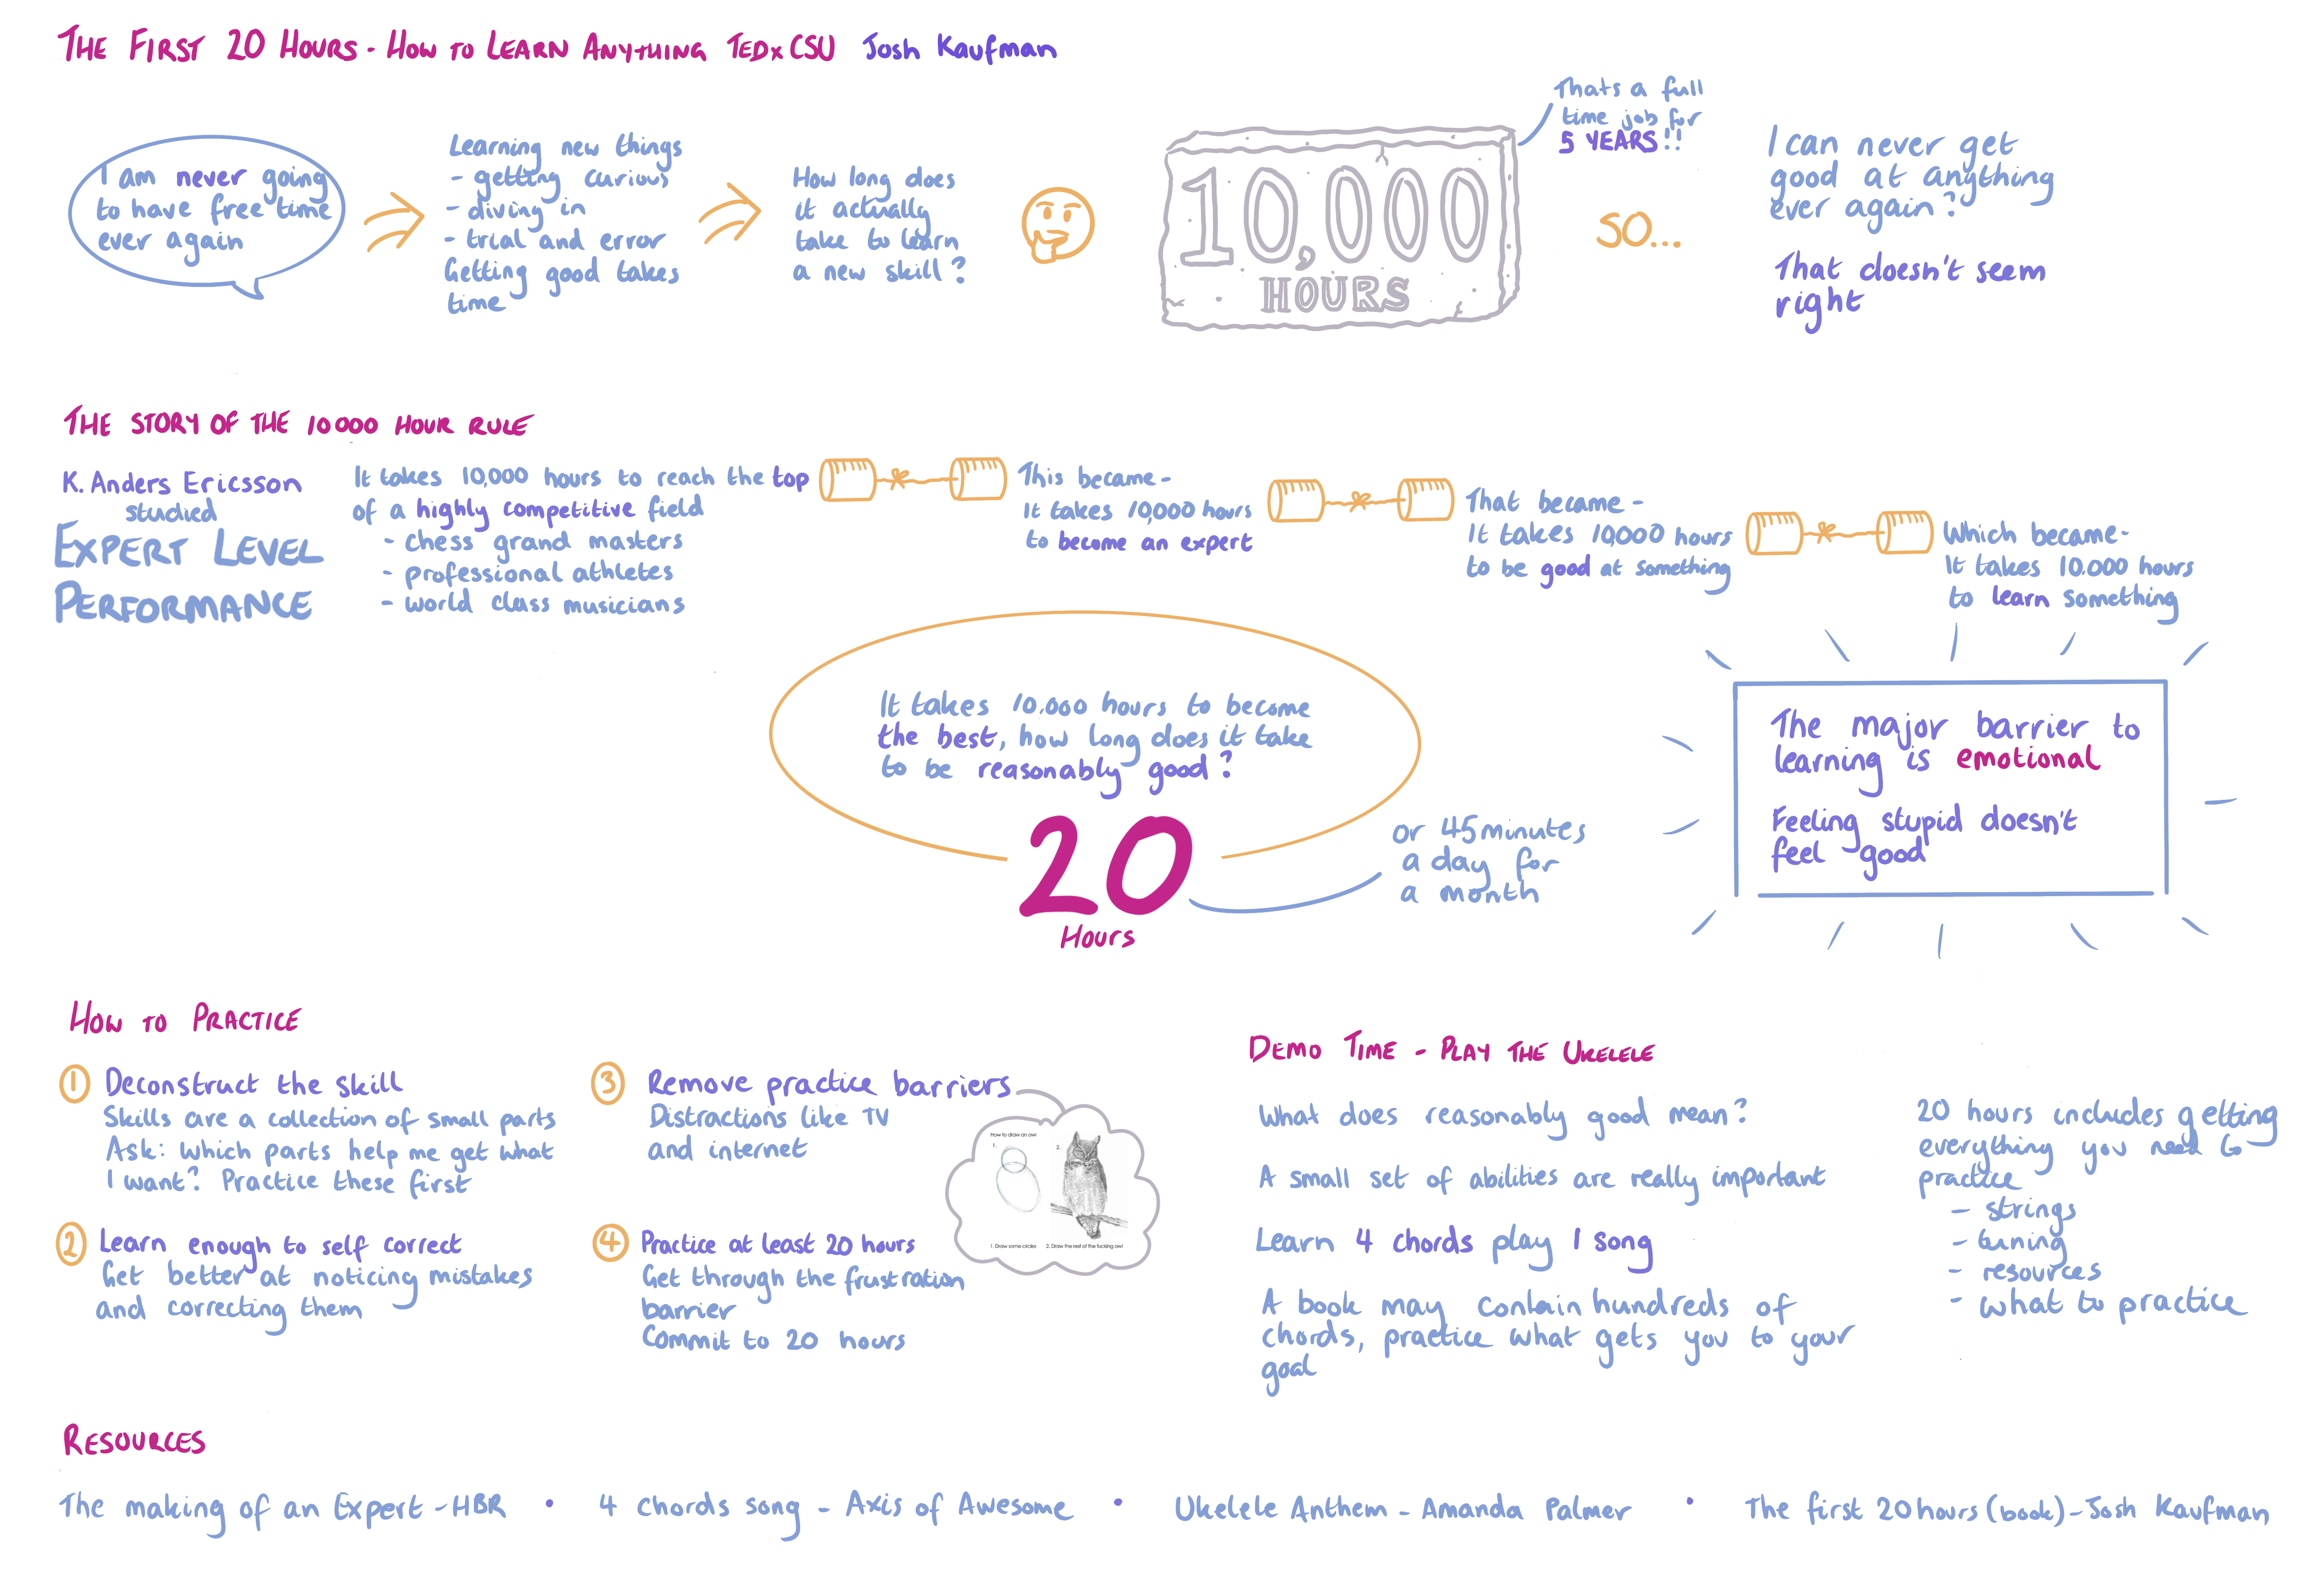 THE FIRST 20 HOURS - HOW TO LEARN ANYTHING TEDxCSU Josh Kaufman
I am never going
to have free time
ever again
Learning new things
- getting curious
- diving in
- trial and error
Getting good takes
time
How long does
it actually
take to learn
a new skill?
10,000
HOURS
Thats a full
time job for
5 YEARS!!
SO...
I can never get
good at anything
ever again?
That doesn't seem
right
THE STORY OF THE 10000 HOUR RULE
K. Anders Ericsson
studied
EXPERT LEVEL
PERFORMANCE
It takes 10,000 hours to reach the top
of a highly competitive field
- chess grand masters
- professional athletes
- world class musicians
This became -
it takes 10,000 hours
to become an expert
That became -
It takes 10,000 hours
to be good at something
Which became -
It takes 10.000 hours
to learn something
It takes 10.000 hours to become
the best, how long does it take
to be reasonably good?
20
HOURS
or 45 minutes
a day for
a month
The major barrier to
learning is emotional
Feeling stupid doesn't
feel good
HOW TO PRACTICE
1 Deconstruct the skill
Skills are a collection of small parts
Ask: Which parts help me get what
I want? Practice these first
2 Learn enough to self correct
Get better at noticing mistakes
and correcting them
3 Remove practice barriers
Distractions like TV
and internet
How to draw an owl
1.
2.
1. Draw some circles
2. Draw the rest of the fucking owl
4 Practice at least 20 hours
Get through the frustration
barrier
Commit to 20 hours
DEMO TIME - PLAY THE UKELELE
What does reasonably good mean?
A small set of abilities are really important
Learn 4 chords play 1 song
A book may contain hundreds of
chords, practice what gets you to your
goal
20 hours includes getting
everything you need to
practice
- strings
- tuning
- resources
- what to practice
RESOURCES
The making of an Expert - HBR • 4 Chords song - Axis of Awesome • Ukelele Anthem - Amanda Palmer • The first 20 hours (book) - Josh Kaufman